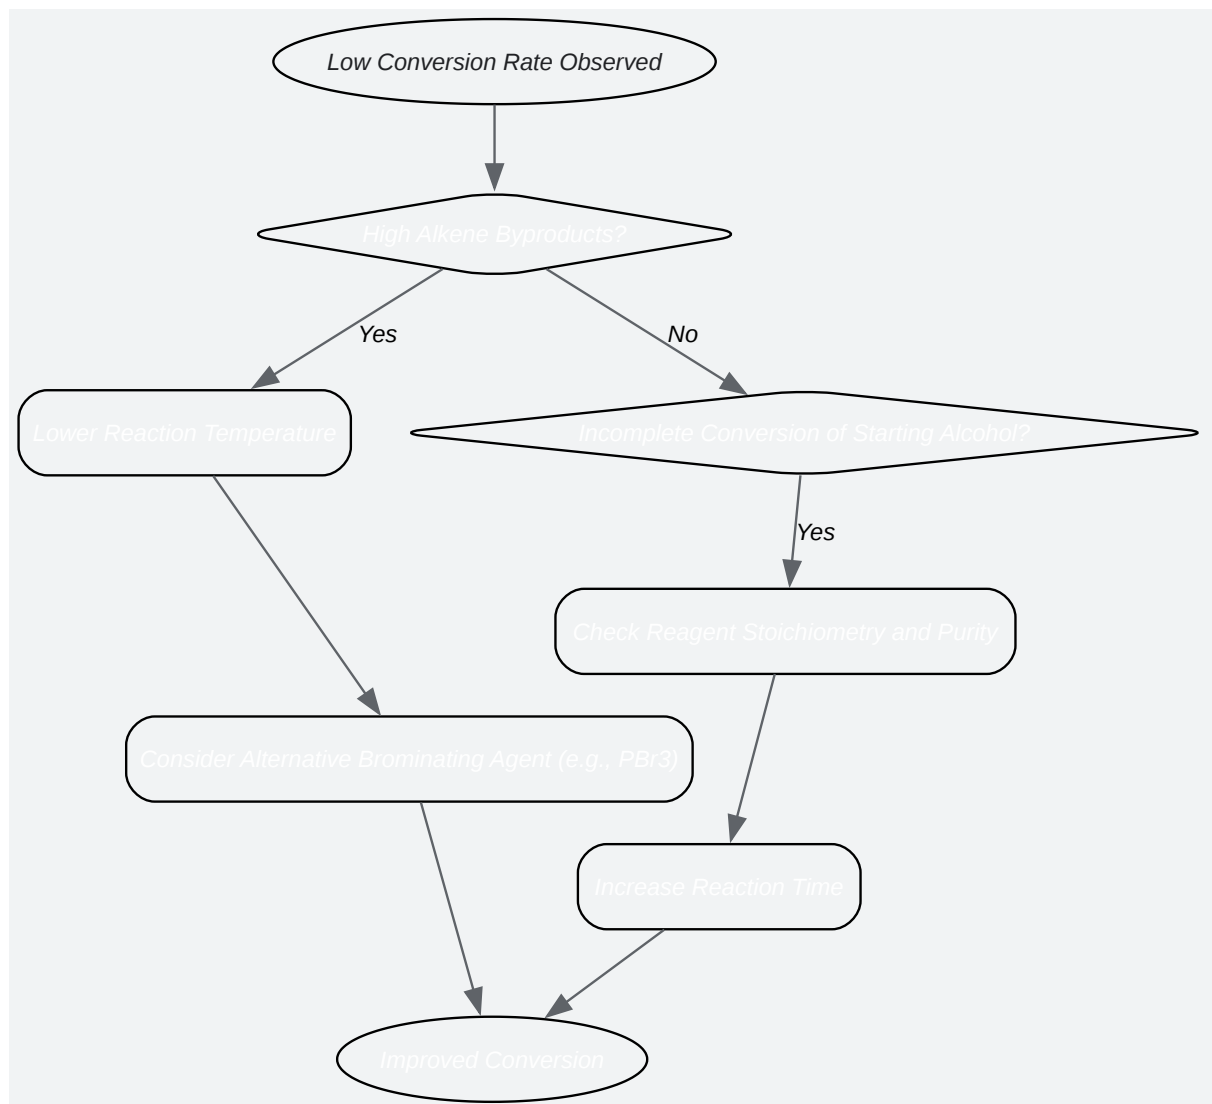 Low Conversion Rate Observed
High Alkene Byproducts?
Yes
No
Lower Reaction Temperature
Incomplete Conversion of Starting Alcohol?
Yes
Check Reagent Stoichiometry and Purity
Consider Alternative Brominating Agent (e.g., PBr3)
Increase Reaction Time
Improved Conversion